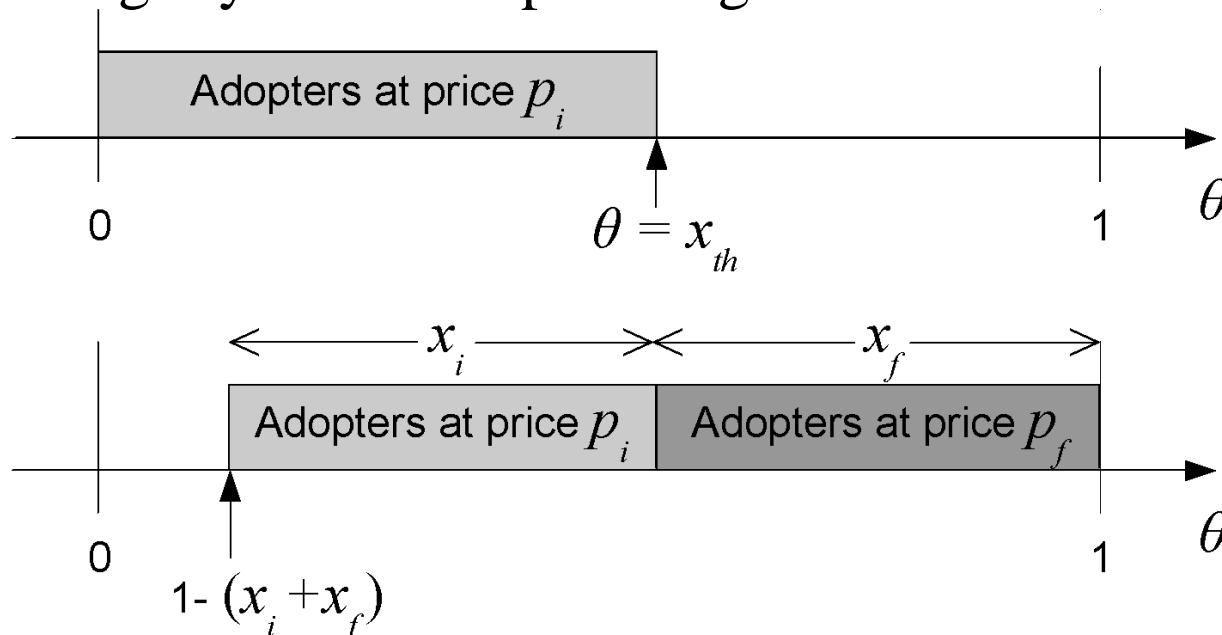 Adopters at price p_i
0
1
θ
θ = x_th
x_i
x_f
Adopters at price p_i
Adopters at price p_f
0
1
θ
1- (x_i +x_f)